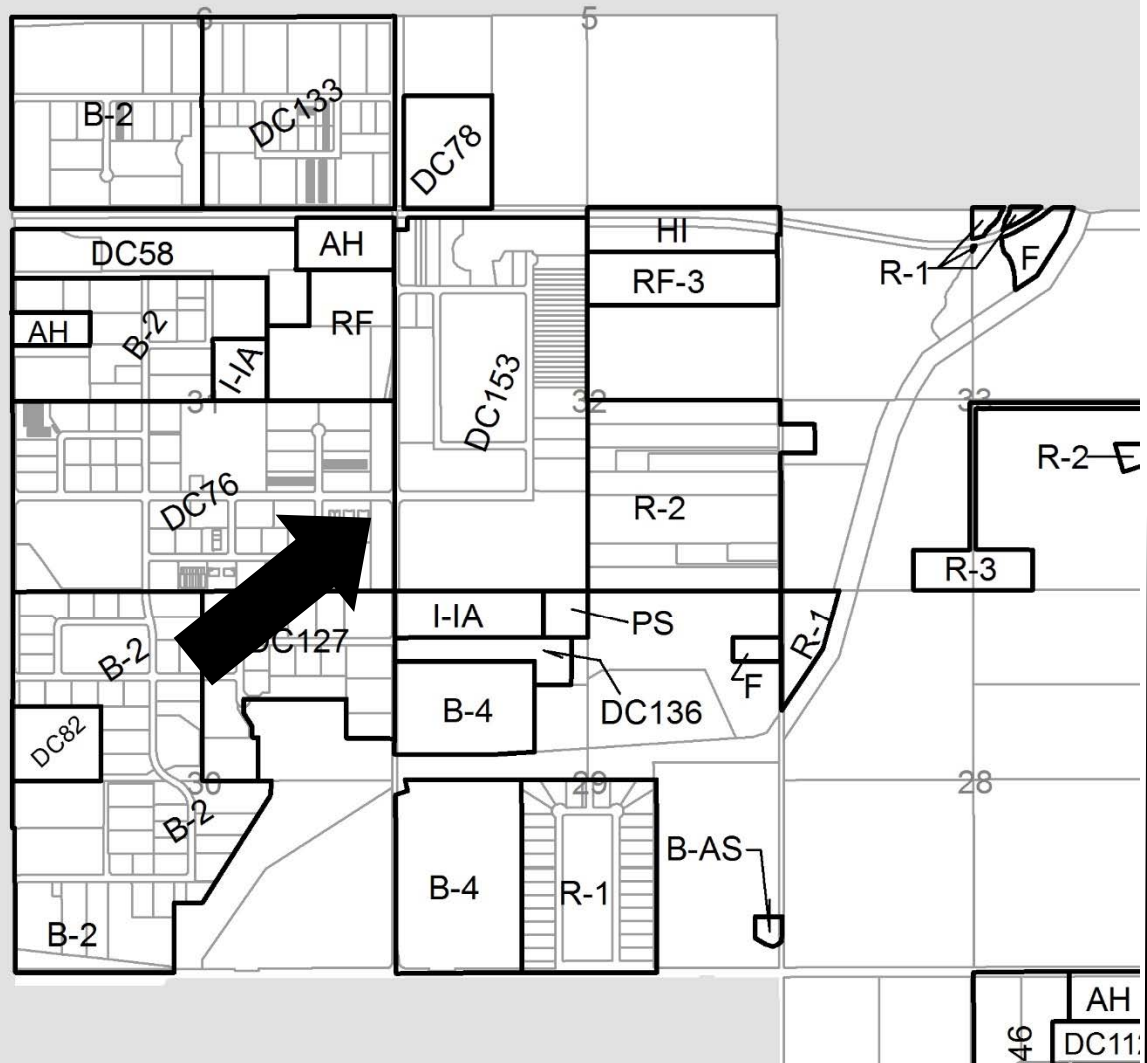 6
5
B-2
DC133
DC78
DC58
AH
HI
R-1
F
RF-3
AH
B-2
RF
I-IA
DC153
31
32
33
R-2
DC76
R-2
R-3
I-IA
PS
R-1
B-2
DC127
F
B-4
DC136
DC82
30
29
28
B-2
B-AS
B-4
R-1
B-2
AH
46